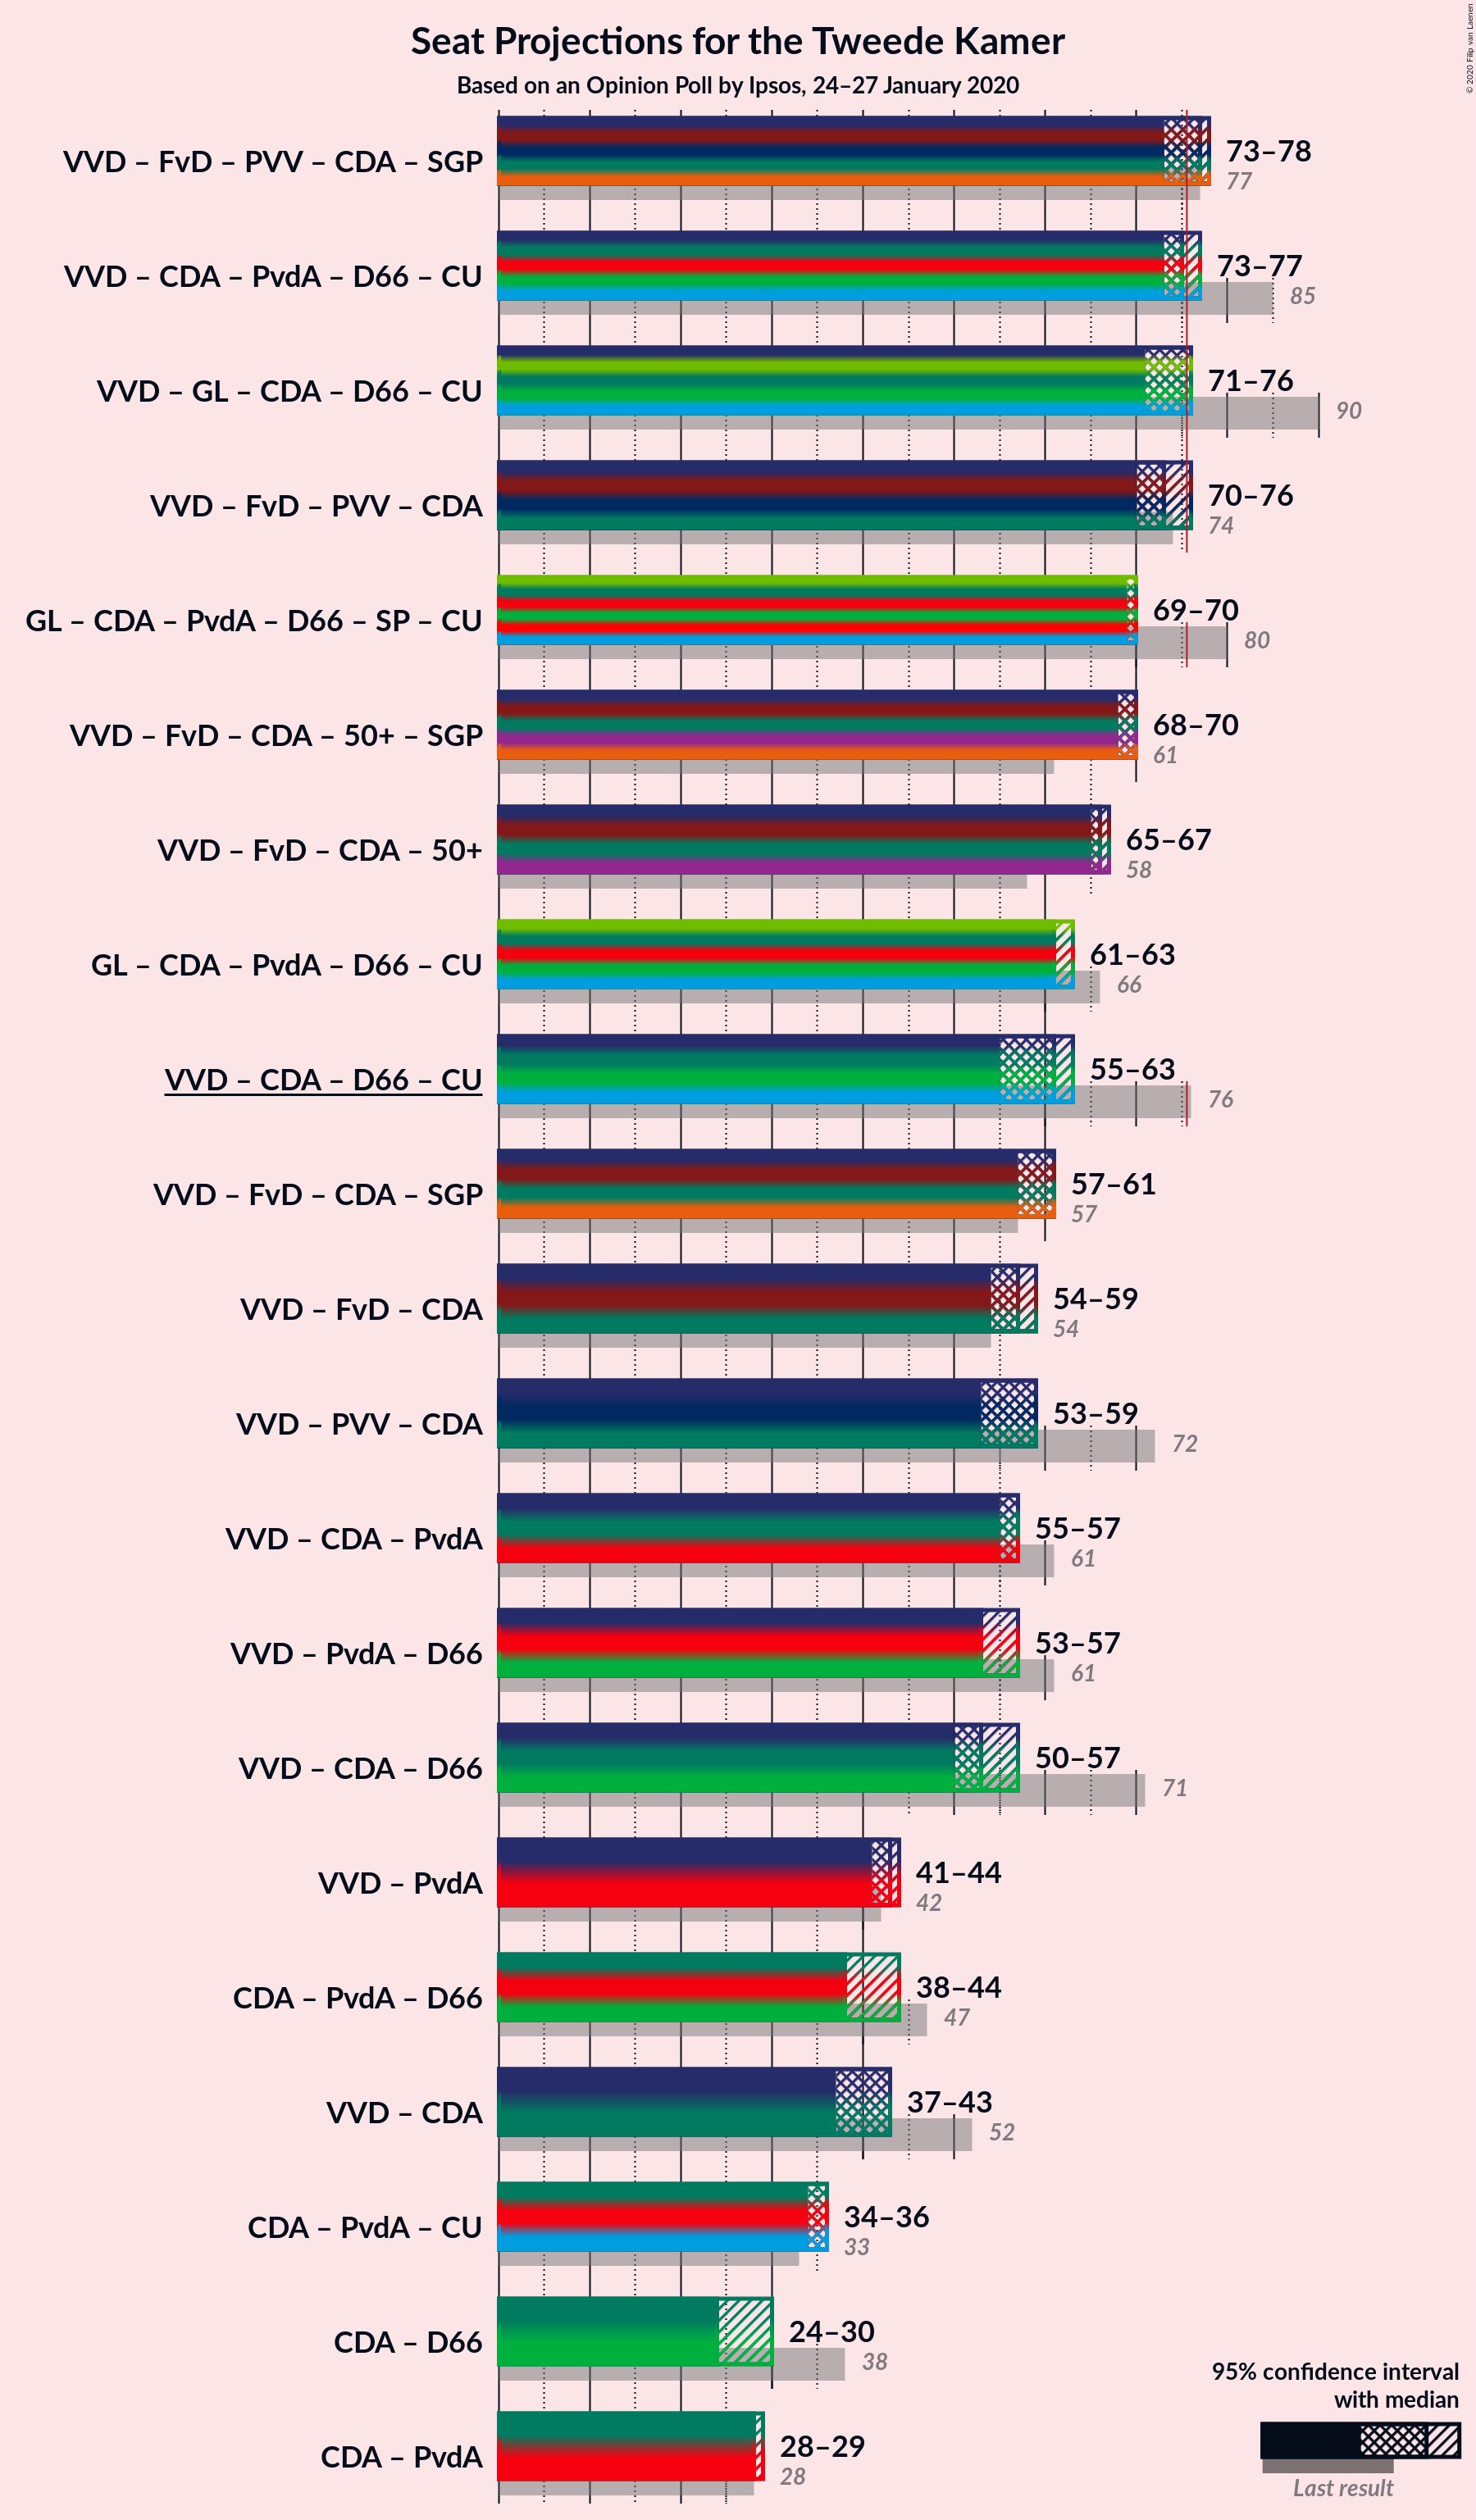 Seat Projections for the Tweede Kamer
Based on an Opinion Poll by Ipsos, 24–27 January 2020
© 2020 Filip van Laenen
VVD – FvD – PVV – CDA – SGP
73–78
77
VVD – CDA – PvdA – D66 – CU
73–77
85
VVD – GL – CDA – D66 – CU
71–76
90
VVD – FvD – PVV – CDA
70–76
74
GL – CDA – PvdA – D66 – SP – CU
69–70
80
VVD – FvD – CDA – 50+ – SGP
68–70
61
VVD – FvD – CDA – 50+
65–67
58
GL – CDA – PvdA – D66 – CU
61–63
66
VVD – CDA – D66 – CU
55–63
76
VVD – FvD – CDA – SGP
57–61
57
VVD – FvD – CDA
54–59
54
VVD – PVV – CDA
53–59
72
VVD – CDA – PvdA
55–57
61
VVD – PvdA – D66
53–57
61
VVD – CDA – D66
50–57
71
VVD – PvdA
41–44
42
CDA – PvdA – D66
38–44
47
VVD – CDA
37–43
52
CDA – PvdA – CU
34–36
33
CDA – D66
24–30
38
CDA – PvdA
28–29
28
95% confidence interval
with median
Last result